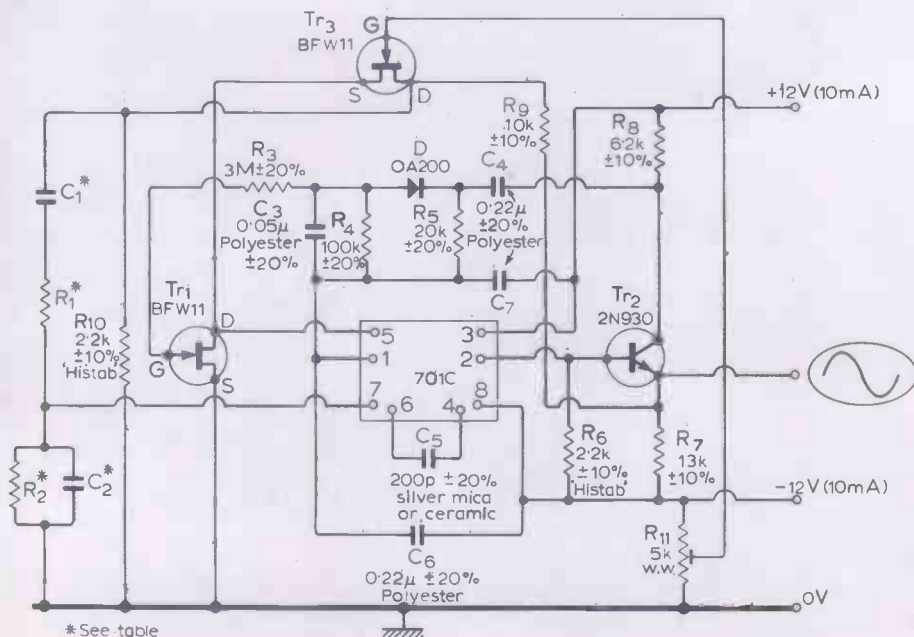 Tr3
BFW11
G
S
D
+12V (10mA)
R9
10k
±10%
R8
6·2k
±10%
R3
3M±20%
D
OA200
C4
0·22μ
±20%
Polyester
C1*
C3
0·05μ
Polyester
±20%
R4
100k
±20%
R5
20k
±20%
C7
R1*
Tr1
BFW11
D
G
S
R10
2·2k
±10%
'Histab'
Tr2
2N930
5
3
1
2
701C
7
6
4
8
C5
200p ±20%
silver mica
or ceramic
R2*
C2*
R6
2·2k
±10%
'Histab'
R7
13k
±10%
-12V (10mA)
R11
5k
w.w.
C6
0·22μ ±20%
Polyester
0V
*See table